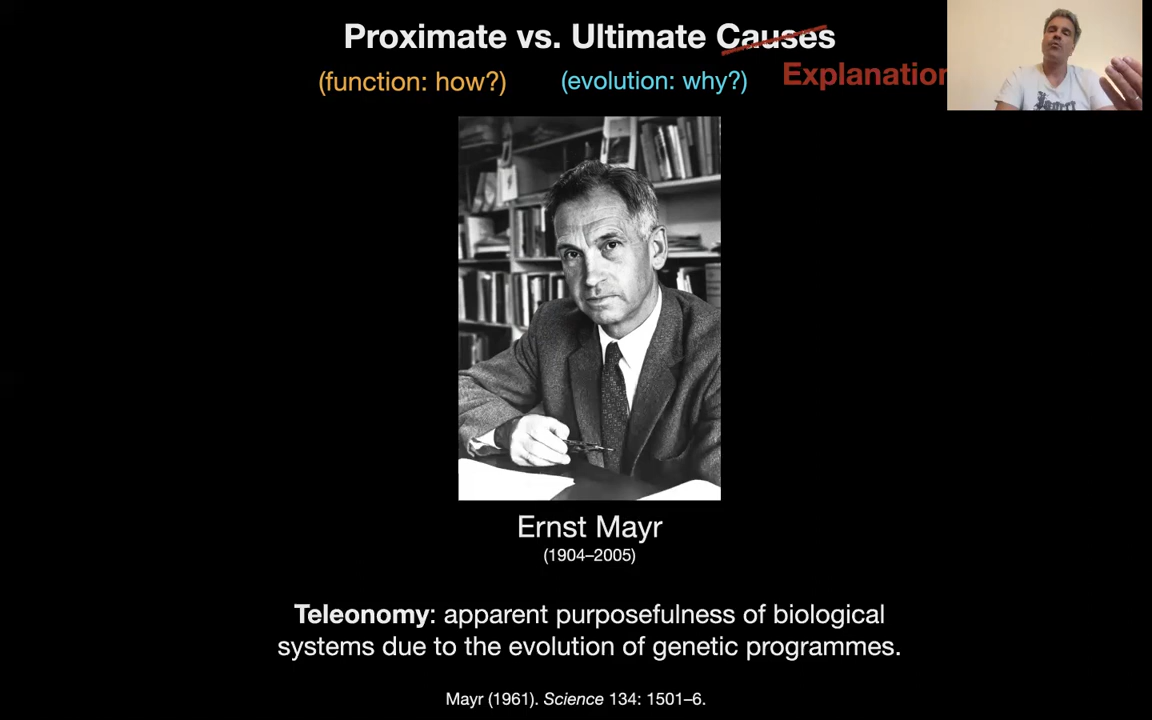 Proximate vs. Ultimate Causes
(function: how?) (evolution: why?) Explanation
Ernst Mayr
(1904–2005)
Teleonomy: apparent purposefulness of biological
systems due to the evolution of genetic programmes.
Mayr (1961). Science 134: 1501–6.